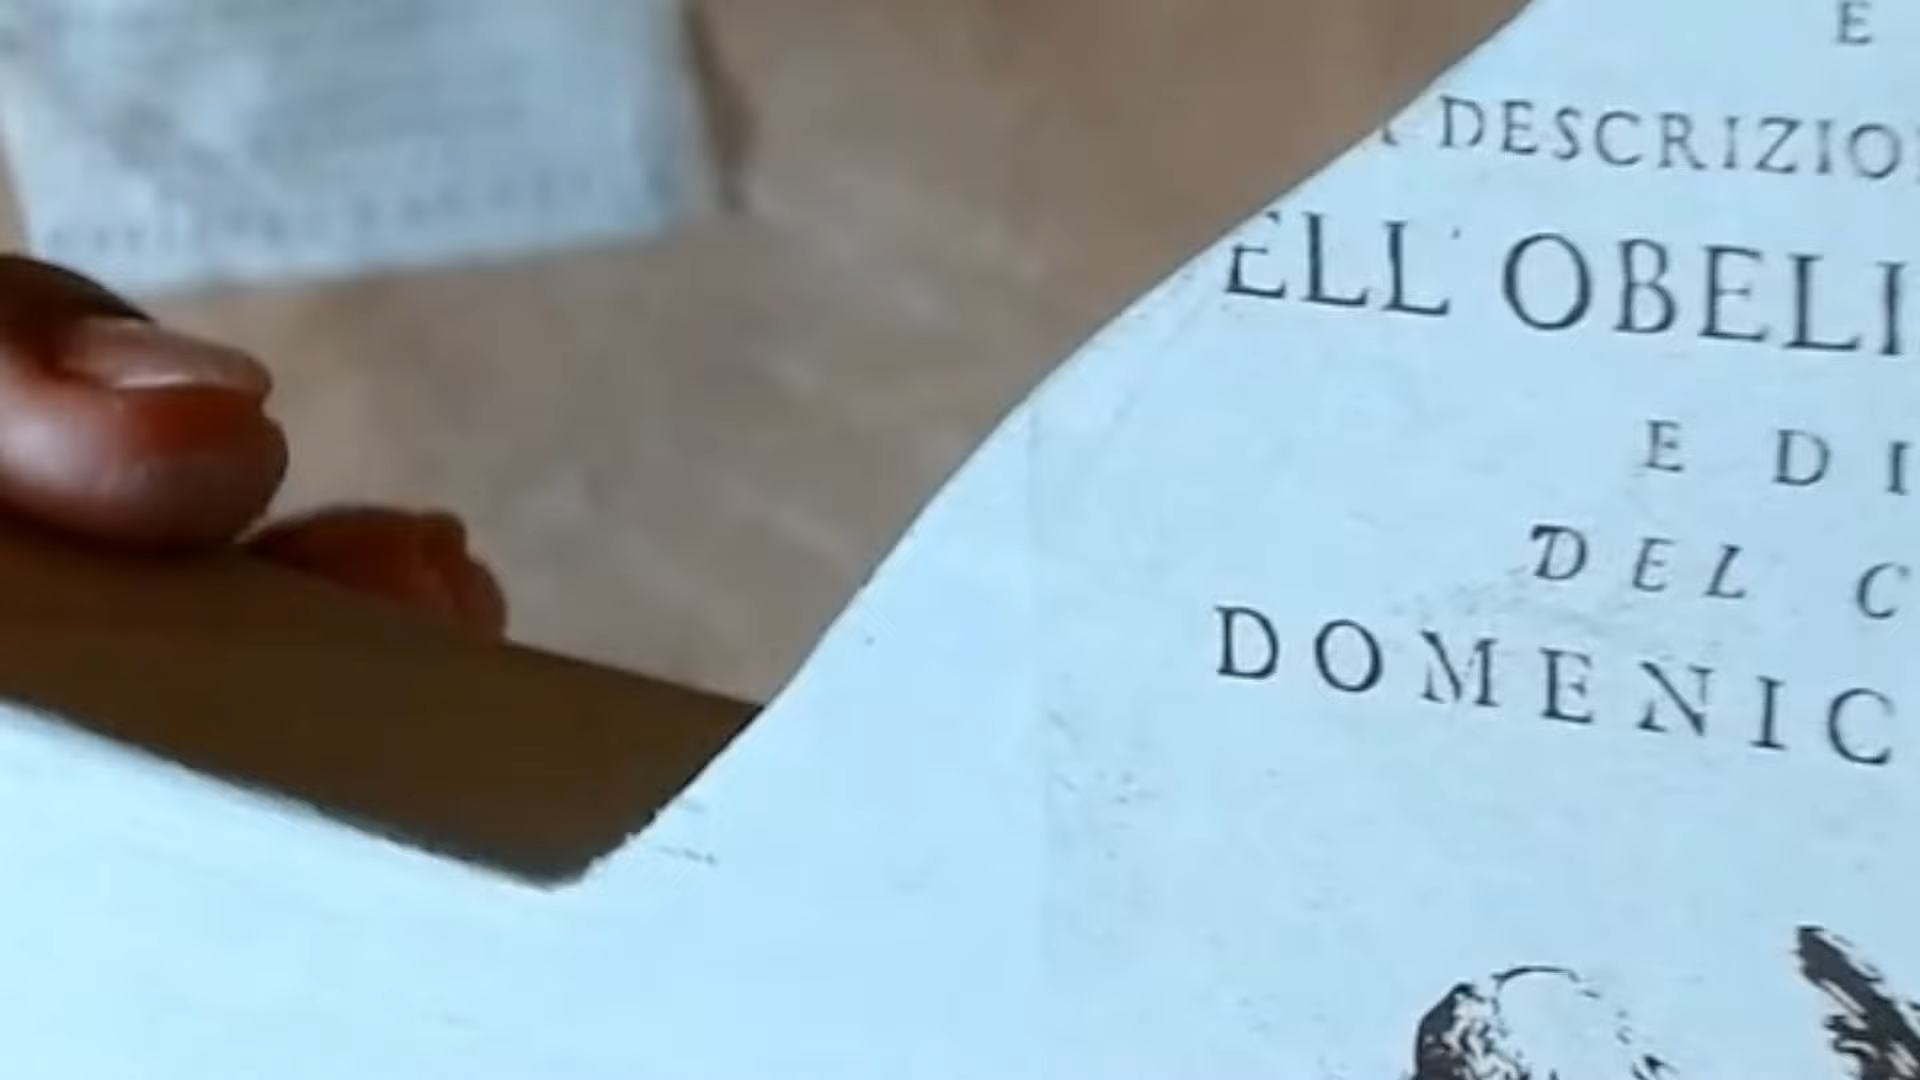 E
DESCRIZIO
ELL' OBELI
E DI
DEL C
DOMENIC